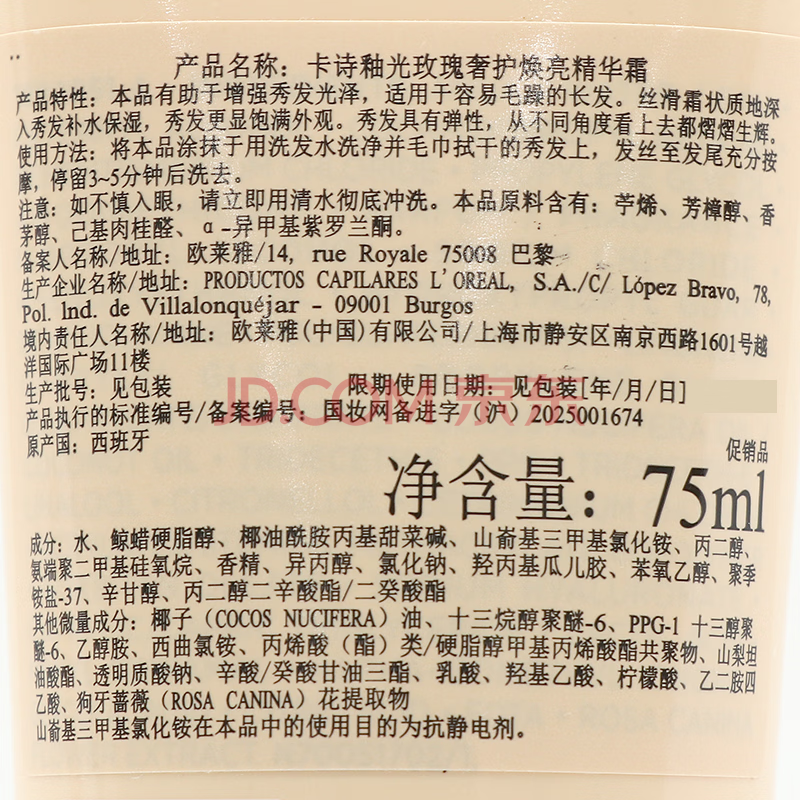 产品名称：卡诗釉光玫瑰奢护焕亮精华霜
产品特性：本品有助于增强秀发光泽，适用于容易毛躁的长发。丝滑霜状质地深
入秀发补水保湿，秀发更显饱满外观。秀发具有弹性，从不同角度看上去都熠熠生辉。
使用方法：将本品涂抹于用洗发水洗净并毛巾拭干的秀发上，发丝至发尾充分按
摩，停留3~5分钟后洗去。
注意：如不慎入眼，请立即用清水彻底冲洗。本品原料含有：苧烯、芳樟醇、香
茅醇、己基肉桂醛、α-异甲基紫罗兰酮。
备案人名称/地址：欧莱雅/14, rue Royale 75008 巴黎
生产企业名称/地址：PRODUCTOS CAPILARES L'OREAL, S.A./C/ López Bravo, 78,
Pol. lnd. de Villalonquéjar - 09001 Burgos
境内责任人名称/地址：欧莱雅(中国)有限公司/上海市静安区南京西路1601号越
洋国际广场11楼
生产批号：见包装 限期使用日期：见包装[年/月/日]
JD.COM 京东
产品执行的标准编号/备案编号：国妆网备进字（沪）2025001674
原产国：西班牙
促销品
净含量：75ml
成分：水、鲸蜡硬脂醇、椰油酰胺丙基甜菜碱、山嵛基三甲基氯化铵、丙二醇、
氨端聚二甲基硅氧烷、香精、异丙醇、氯化钠、羟丙基瓜儿胶、苯氧乙醇、聚季
铵盐-37、辛甘醇、丙二醇二辛酸酯/二癸酸酯
其他微量成分：椰子（COCOS NUCIFERA）油、十三烷醇聚醚-6、PPG-1 十三醇聚
醚-6、乙醇胺、西曲氯铵、丙烯酸（酯）类/硬脂醇甲基丙烯酸酯共聚物、山梨坦
油酸酯、透明质酸钠、辛酸/癸酸甘油三酯、乳酸、羟基乙酸、柠檬酸、乙二胺四
乙酸、狗牙蔷薇（ROSA CANINA）花提取物
山嵛基三甲基氯化铵在本品中的使用目的为抗静电剂。